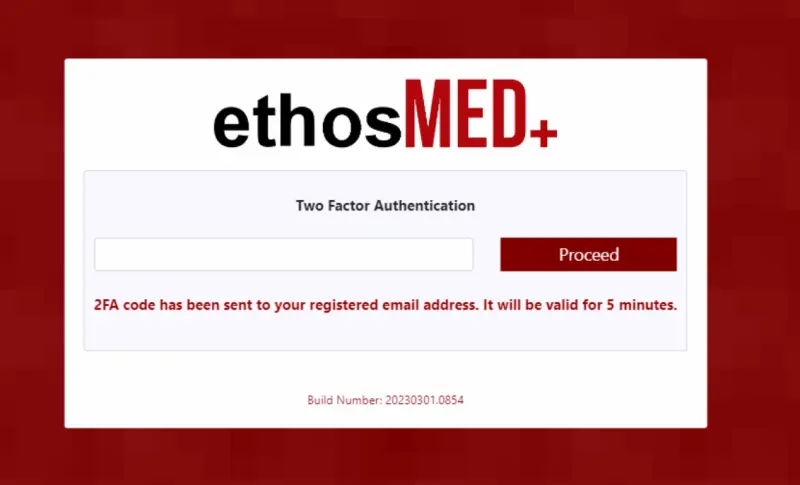 ethosMED+
Two Factor Authentication
Proceed
2FA code has been sent to your registered email address. It will be valid for 5 minutes.
Build Number: 20230301.0854